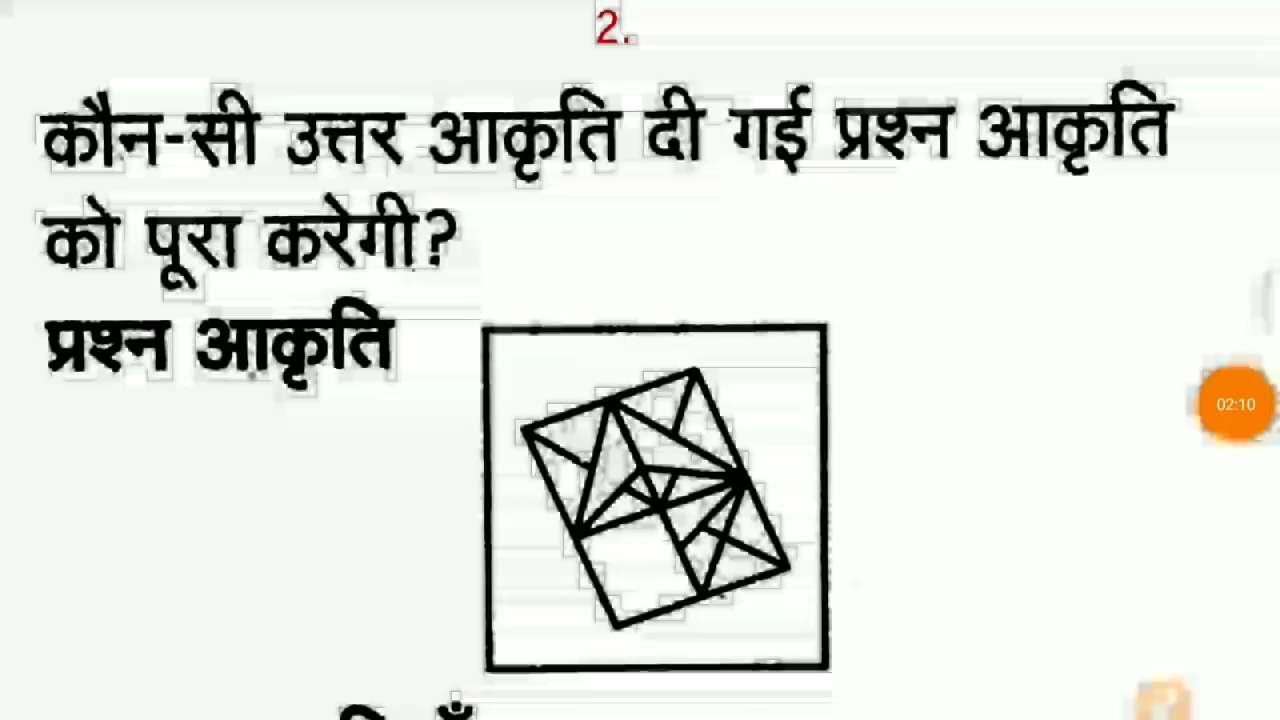 2.
कौन-सी उत्तर आकृति दी गई प्रश्न आकृति
को पूरा करेगी?
प्रश्न आकृति
02:10